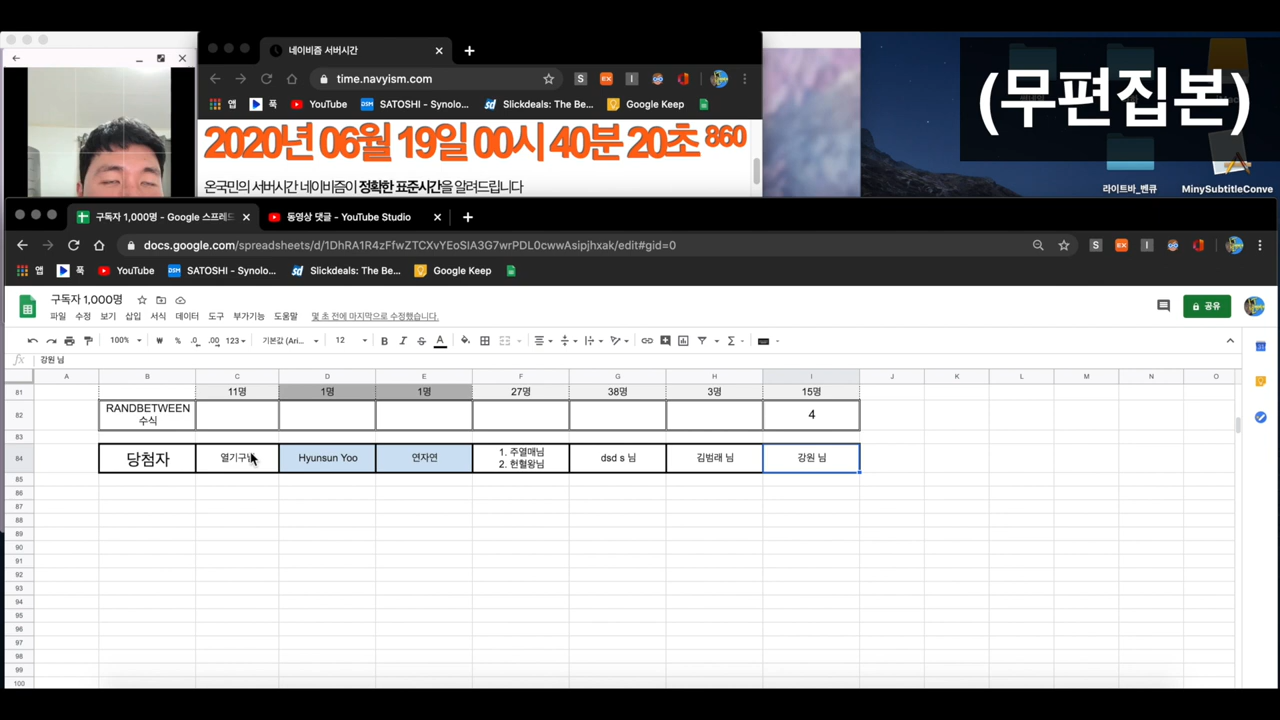 네이비즘 서버시간
(무편집본)
time.navyism.com
앱 푹 YouTube SATOSHI - Synolo... Slickdeals: The Be... Google Keep
2020년 06월 19일 00시 40분 20초 860
온국민의 서버시간 네이비즘이 정확한 표준시간을 알려드립니다
라이트바_벤큐 MinySubtitleConve
구독자 1,000명 - Google 스프레드 동영상 댓글 - YouTube Studio
앱 푹 YouTube SATOSHI - Synolo... Slickdeals: The Be... Google Keep
구독자 1,000명
공유
파일 수정 보기 삽입 서식 데이터 도구 부가기능 도움말 몇 초 전에 마지막으로 수정했습니다.
100% ₩ % .0 .00 123 기본값 (Ari... 12 B I S A
fx 강원 님
A B C D E F G H I J K L M N O
81 11명 1명 1명 27명 38명 3명 15명
82 RANDBETWEEN 4
수식
83
84 당첨자 Hyunsun Yoo 연자연 1. 주열매님 dsd s 님 김범래 님 강원 님
2. 헌혈왕님
85
86
87
88
89
90
91
92
93
94
95
96
97
98
99
100